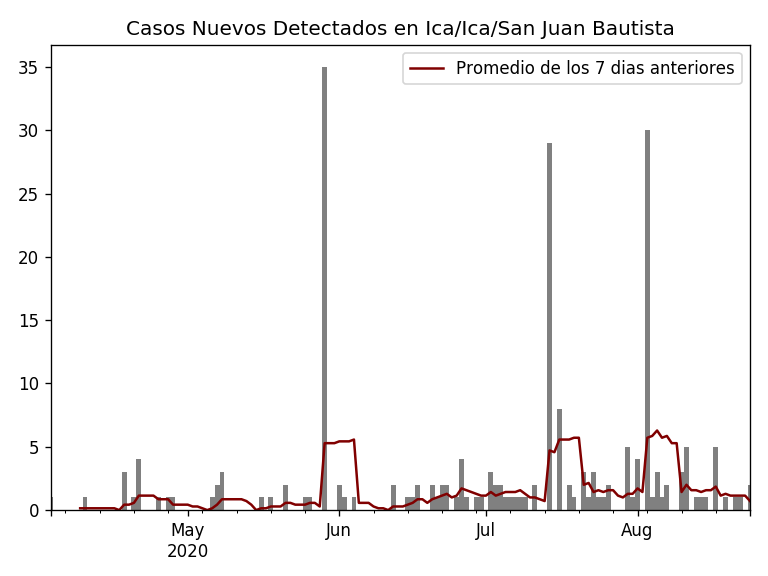 Casos Nuevos Detectados en Ica/Ica/San Juan Bautista
Promedio de los 7 dias anteriores
35
30
25
20
15
10
5
0
May
2020
Jun
Jul
Aug